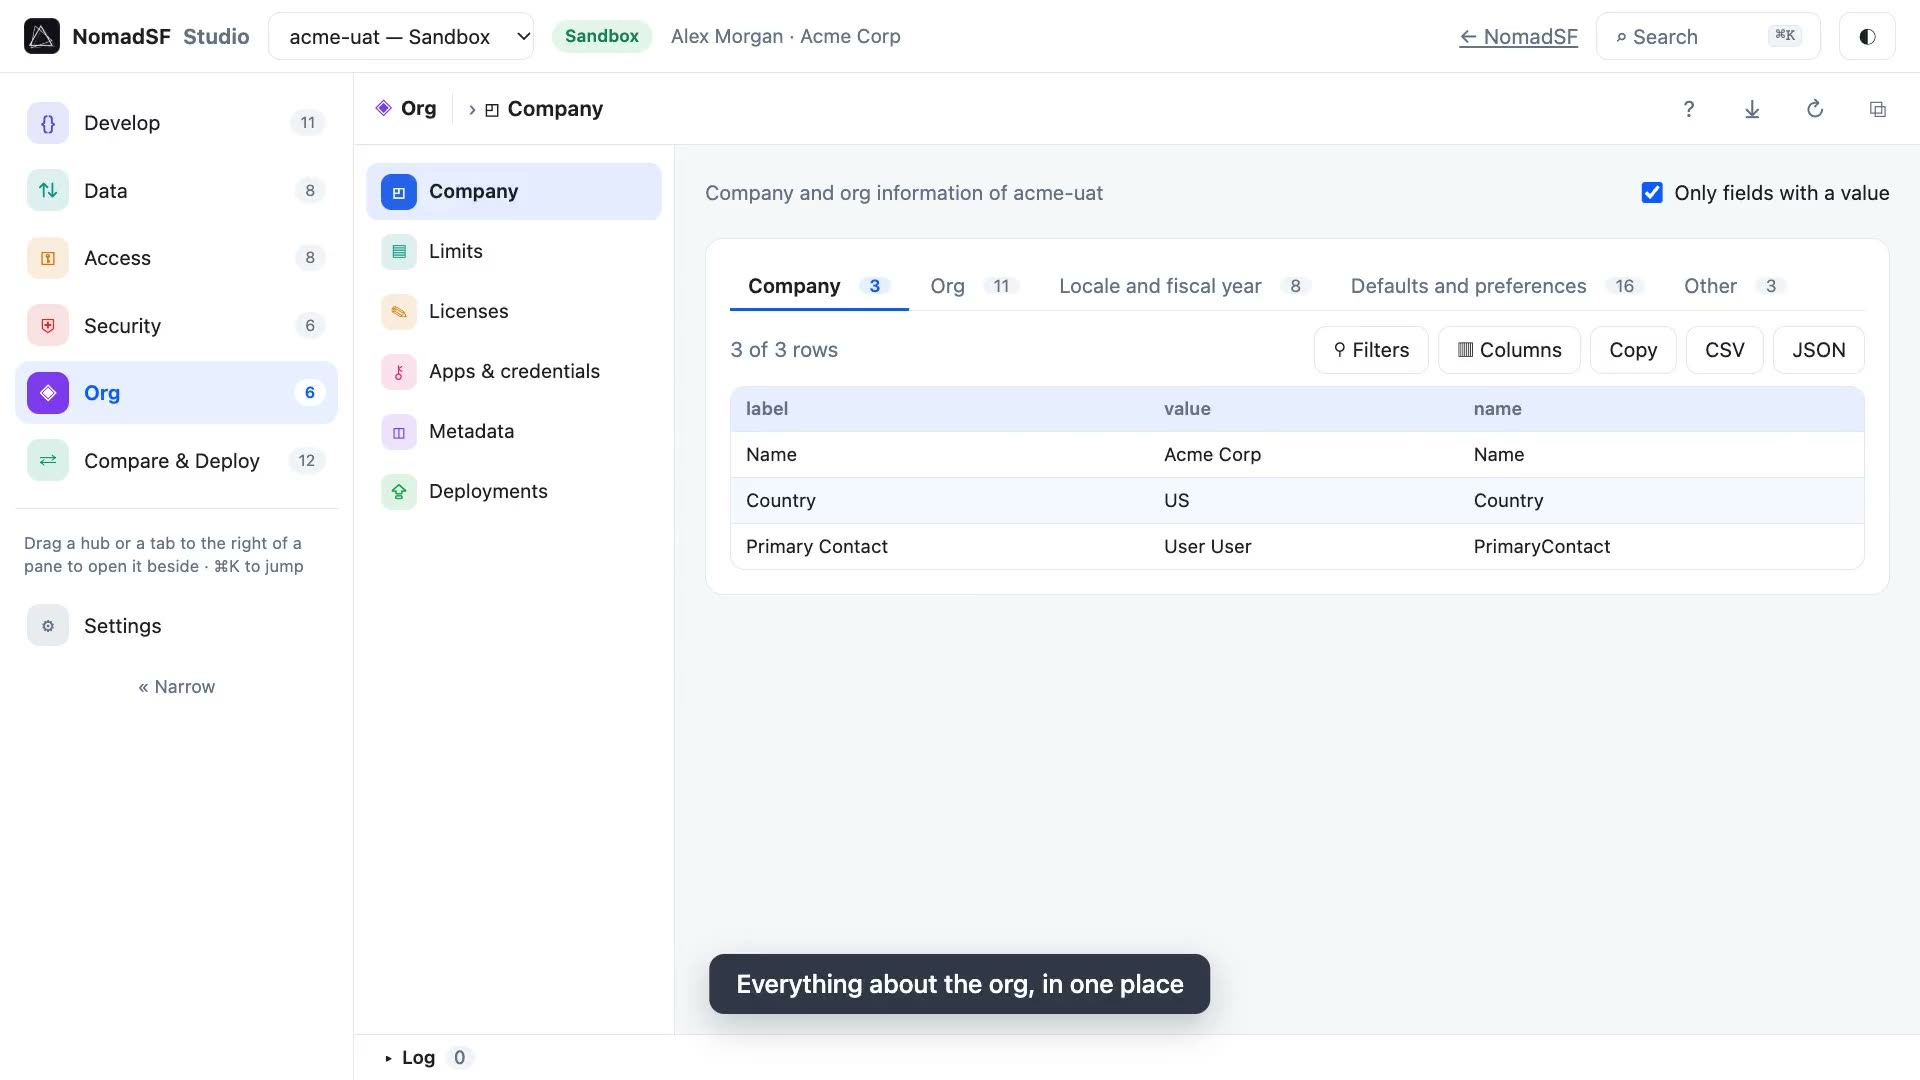 NomadSF Studio
acme-uat — Sandbox
Sandbox
Alex Morgan · Acme Corp
← NomadSF
Search
⌘K
{} Develop 11
Data 8
Access 8
Security 6
Org 6
Compare & Deploy 12
Drag a hub or a tab to the right of a
pane to open it beside · ⌘K to jump
Settings
« Narrow
Org
› Company
?
Company
Limits
Licenses
Apps & credentials
Metadata
Deployments
Company and org information of acme-uat
Only fields with a value
Company 3
Org 11
Locale and fiscal year 8
Defaults and preferences 16
Other 3
3 of 3 rows
Filters
Columns
Copy
CSV
JSON
label value name
Name Acme Corp Name
Country US Country
Primary Contact User User PrimaryContact
Everything about the org, in one place
Log 0